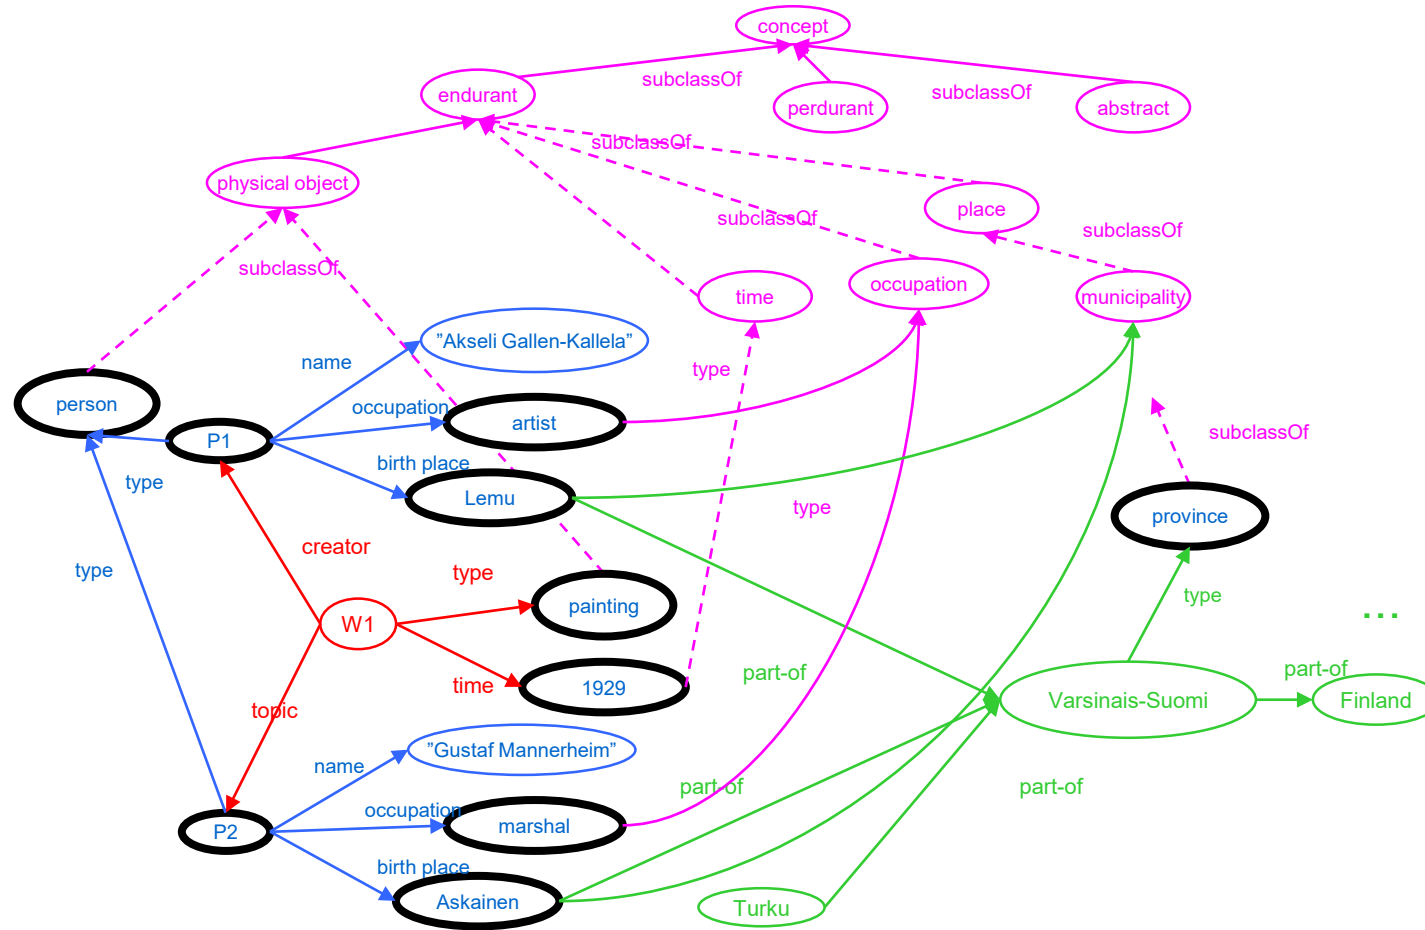 concept
subclassOf
subclassOf
endurant
perdurant
abstract
subclassOf
physical object
place
subclassOf
subclassOf
subclassOf
time
occupation
municipality
"Akseli Gallen-Kallela"
name
type
person
occupation
artist
P1
subclassOf
birth place
type
Lemu
type
province
creator
type
type
type
painting
W1
...
part-of
part-of
time
1929
topic
Varsinais-Suomi
Finland
"Gustaf Mannerheim"
name
part-of
part-of
occupation
marshal
P2
birth place
Askainen
Turku